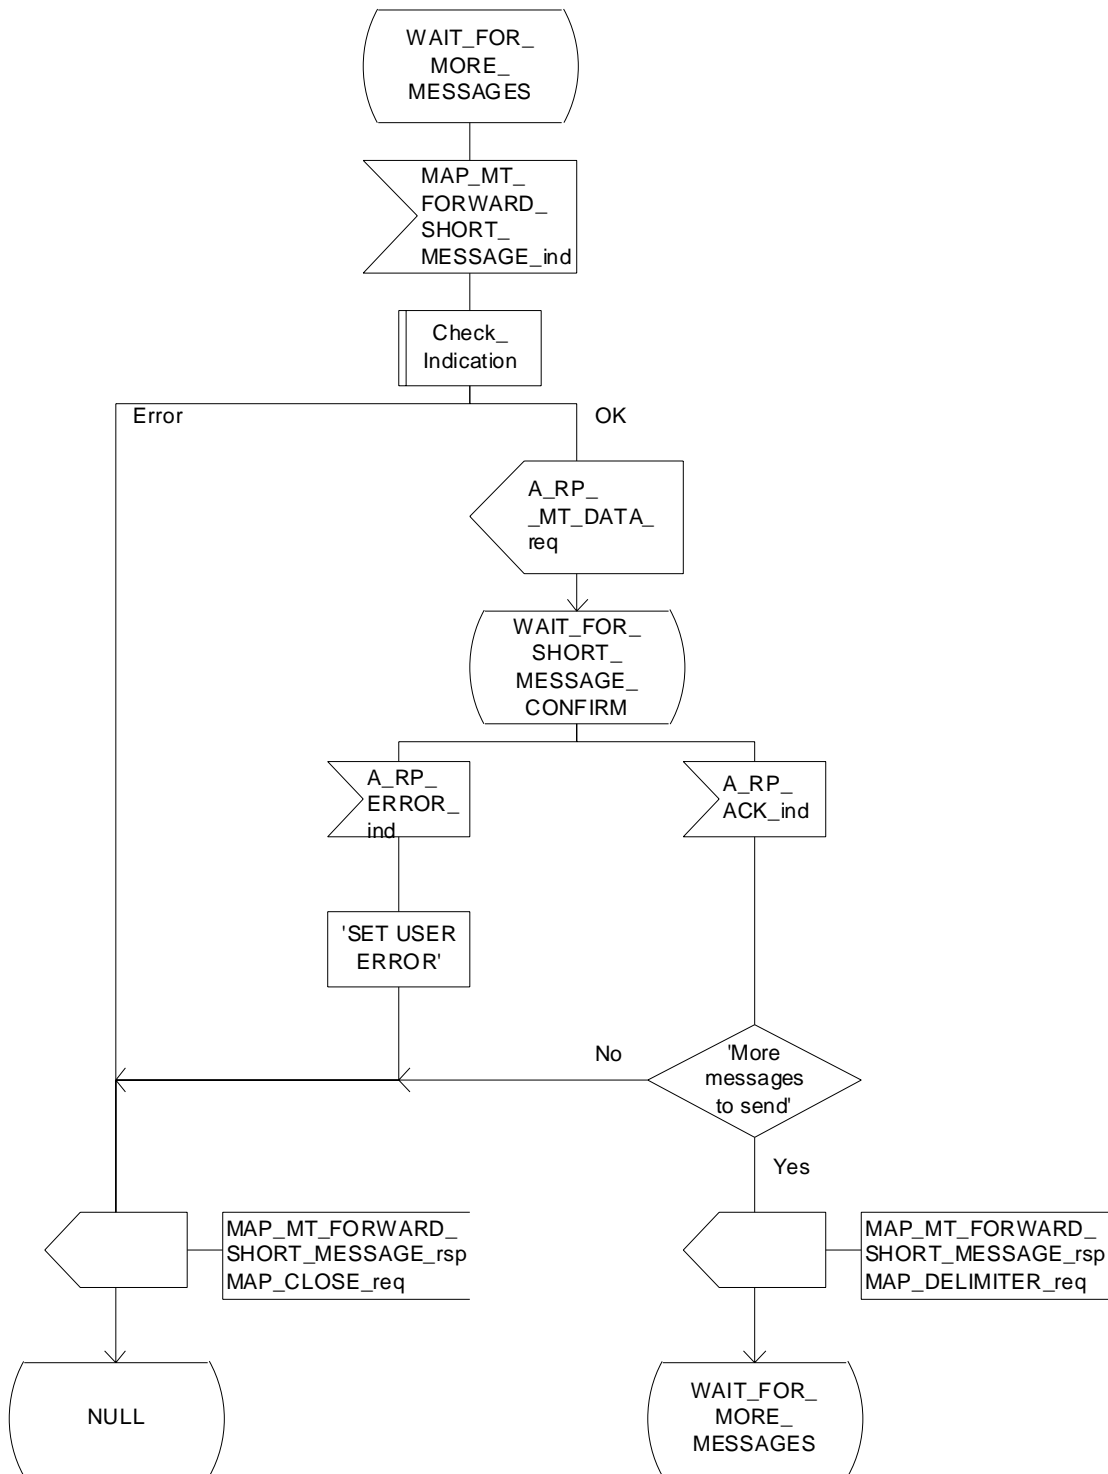 WAIT_FOR_
MORE_
MESSAGES
MAP_MT_
FORWARD_
SHORT_
MESSAGE_ind
Check_
Indication
Error
OK
A_RP_
_MT_DATA_
req
WAIT_FOR_
SHORT_
MESSAGE_
CONFIRM
A_RP_
ERROR_
ind
A_RP_
ACK_ind
'SET USER
ERROR'
No
'More
messages
to send'
Yes
MAP_MT_FORWARD_
SHORT_MESSAGE_rsp
MAP_CLOSE_req
MAP_MT_FORWARD_
SHORT_MESSAGE_rsp
MAP_DELIMITER_req
NULL
WAIT_FOR_
MORE_
MESSAGES